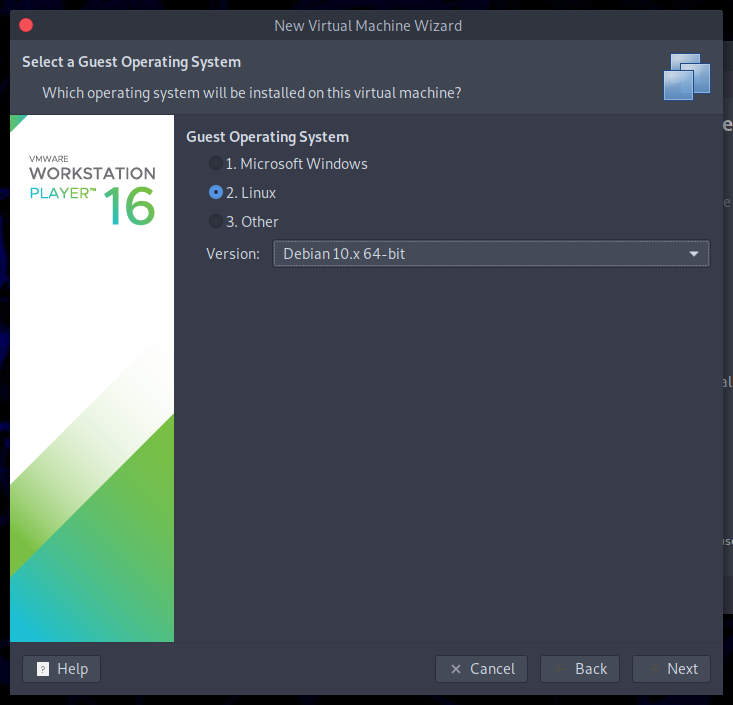 New Virtual Machine Wizard
Select a Guest Operating System
Which operating system will be installed on this virtual machine?
VMWARE
WORKSTATION
PLAYER™ 16
Guest Operating System
1. Microsoft Windows
2. Linux
3. Other
Version: Debian 10.x 64-bit
? Help
Cancel
Back
Next